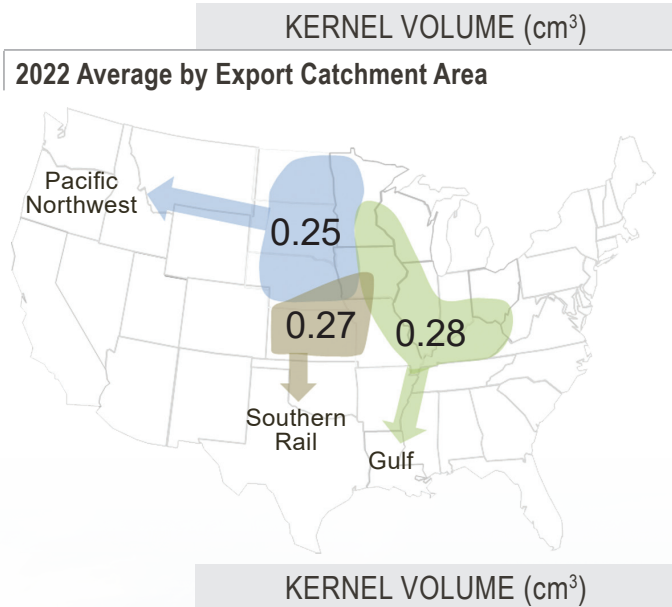 KERNEL VOLUME (cm³)
2022 Average by Export Catchment Area
Pacific
Northwest
0.25
0.27
0.28
Southern
Rail
Gulf
KERNEL VOLUME (cm³)